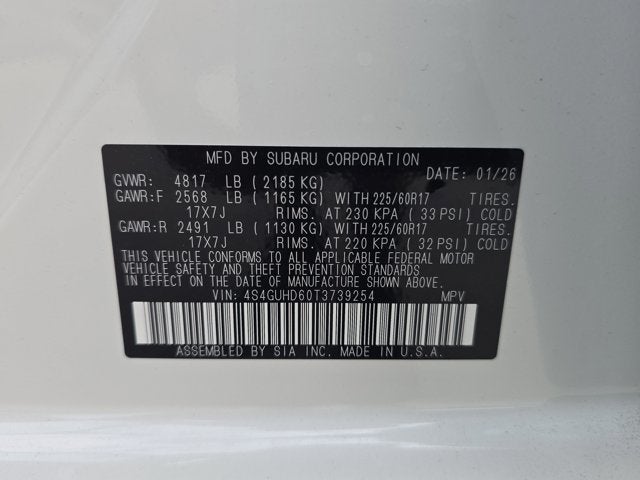 MFD BY SUBARU CORPORATION
GVWR: 4817 LB (2185 KG) DATE: 01/26
GAWR:F 2568 LB (1165 KG) WITH 225/60R17 TIRES.
17X7J RIMS. AT 230 KPA (33 PSI) COLD
GAWR:R 2491 LB (1130 KG) WITH 225/60R17 TIRES.
17X7J RIMS. AT 220 KPA (32 PSI) COLD
THIS VEHICLE CONFORMS TO ALL APPLICABLE FEDERAL MOTOR
VEHICLE SAFETY AND THEFT PREVENTION STANDARDS
IN EFFECT ON THE DATE OF MANUFACTURE SHOWN ABOVE.
VIN: 4S4GUHD60T3739254 MPV
ASSEMBLED BY SIA INC. MADE IN U.S.A.